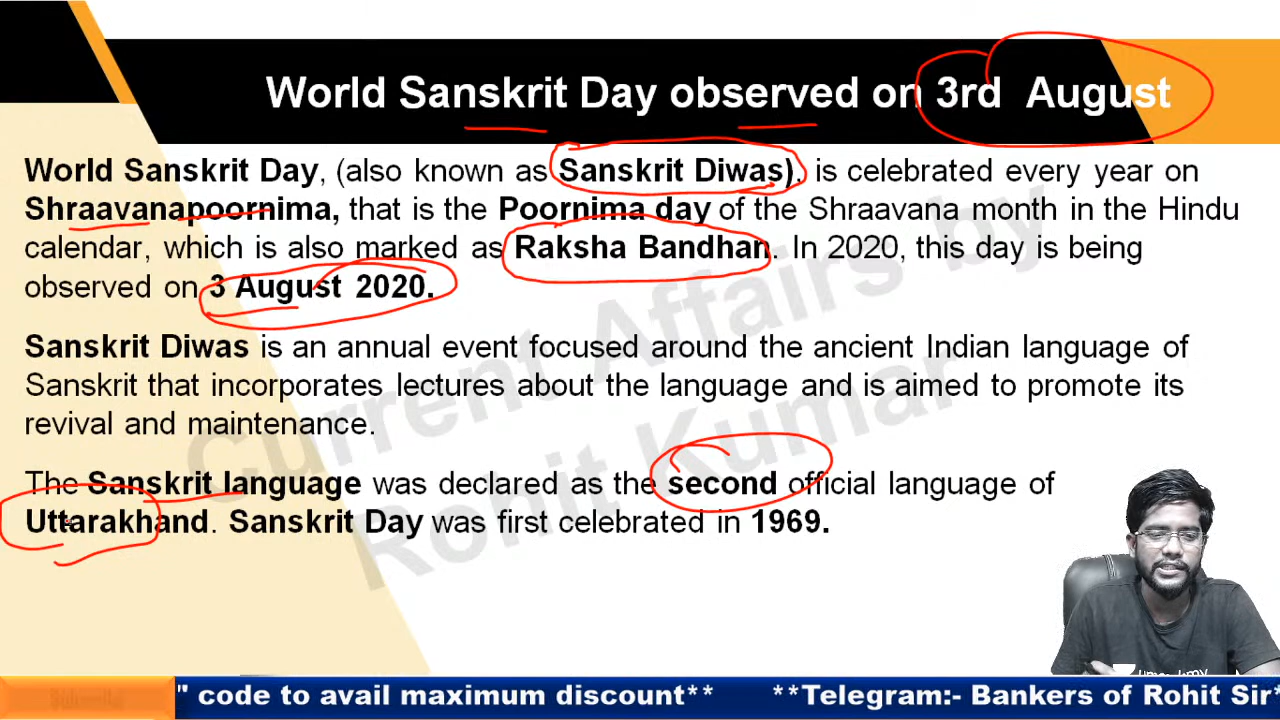 World Sanskrit Day observed on 3rd August
World Sanskrit Day, (also known as Sanskrit Diwas), is celebrated every year on
Shraavanapoornima, that is the Poornima day of the Shraavana month in the Hindu
calendar, which is also marked as Raksha Bandhan. In 2020, this day is being
observed on 3 August 2020.
Sanskrit Diwas is an annual event focused around the ancient Indian language of
Sanskrit that incorporates lectures about the language and is aimed to promote its
revival and maintenance.
The Sanskrit language was declared as the second official language of
Uttarakhand. Sanskrit Day was first celebrated in 1969.
Current Affairs by
Rohit Kumar
" code to avail maximum discount** **Telegram:- Bankers of Rohit Sir*